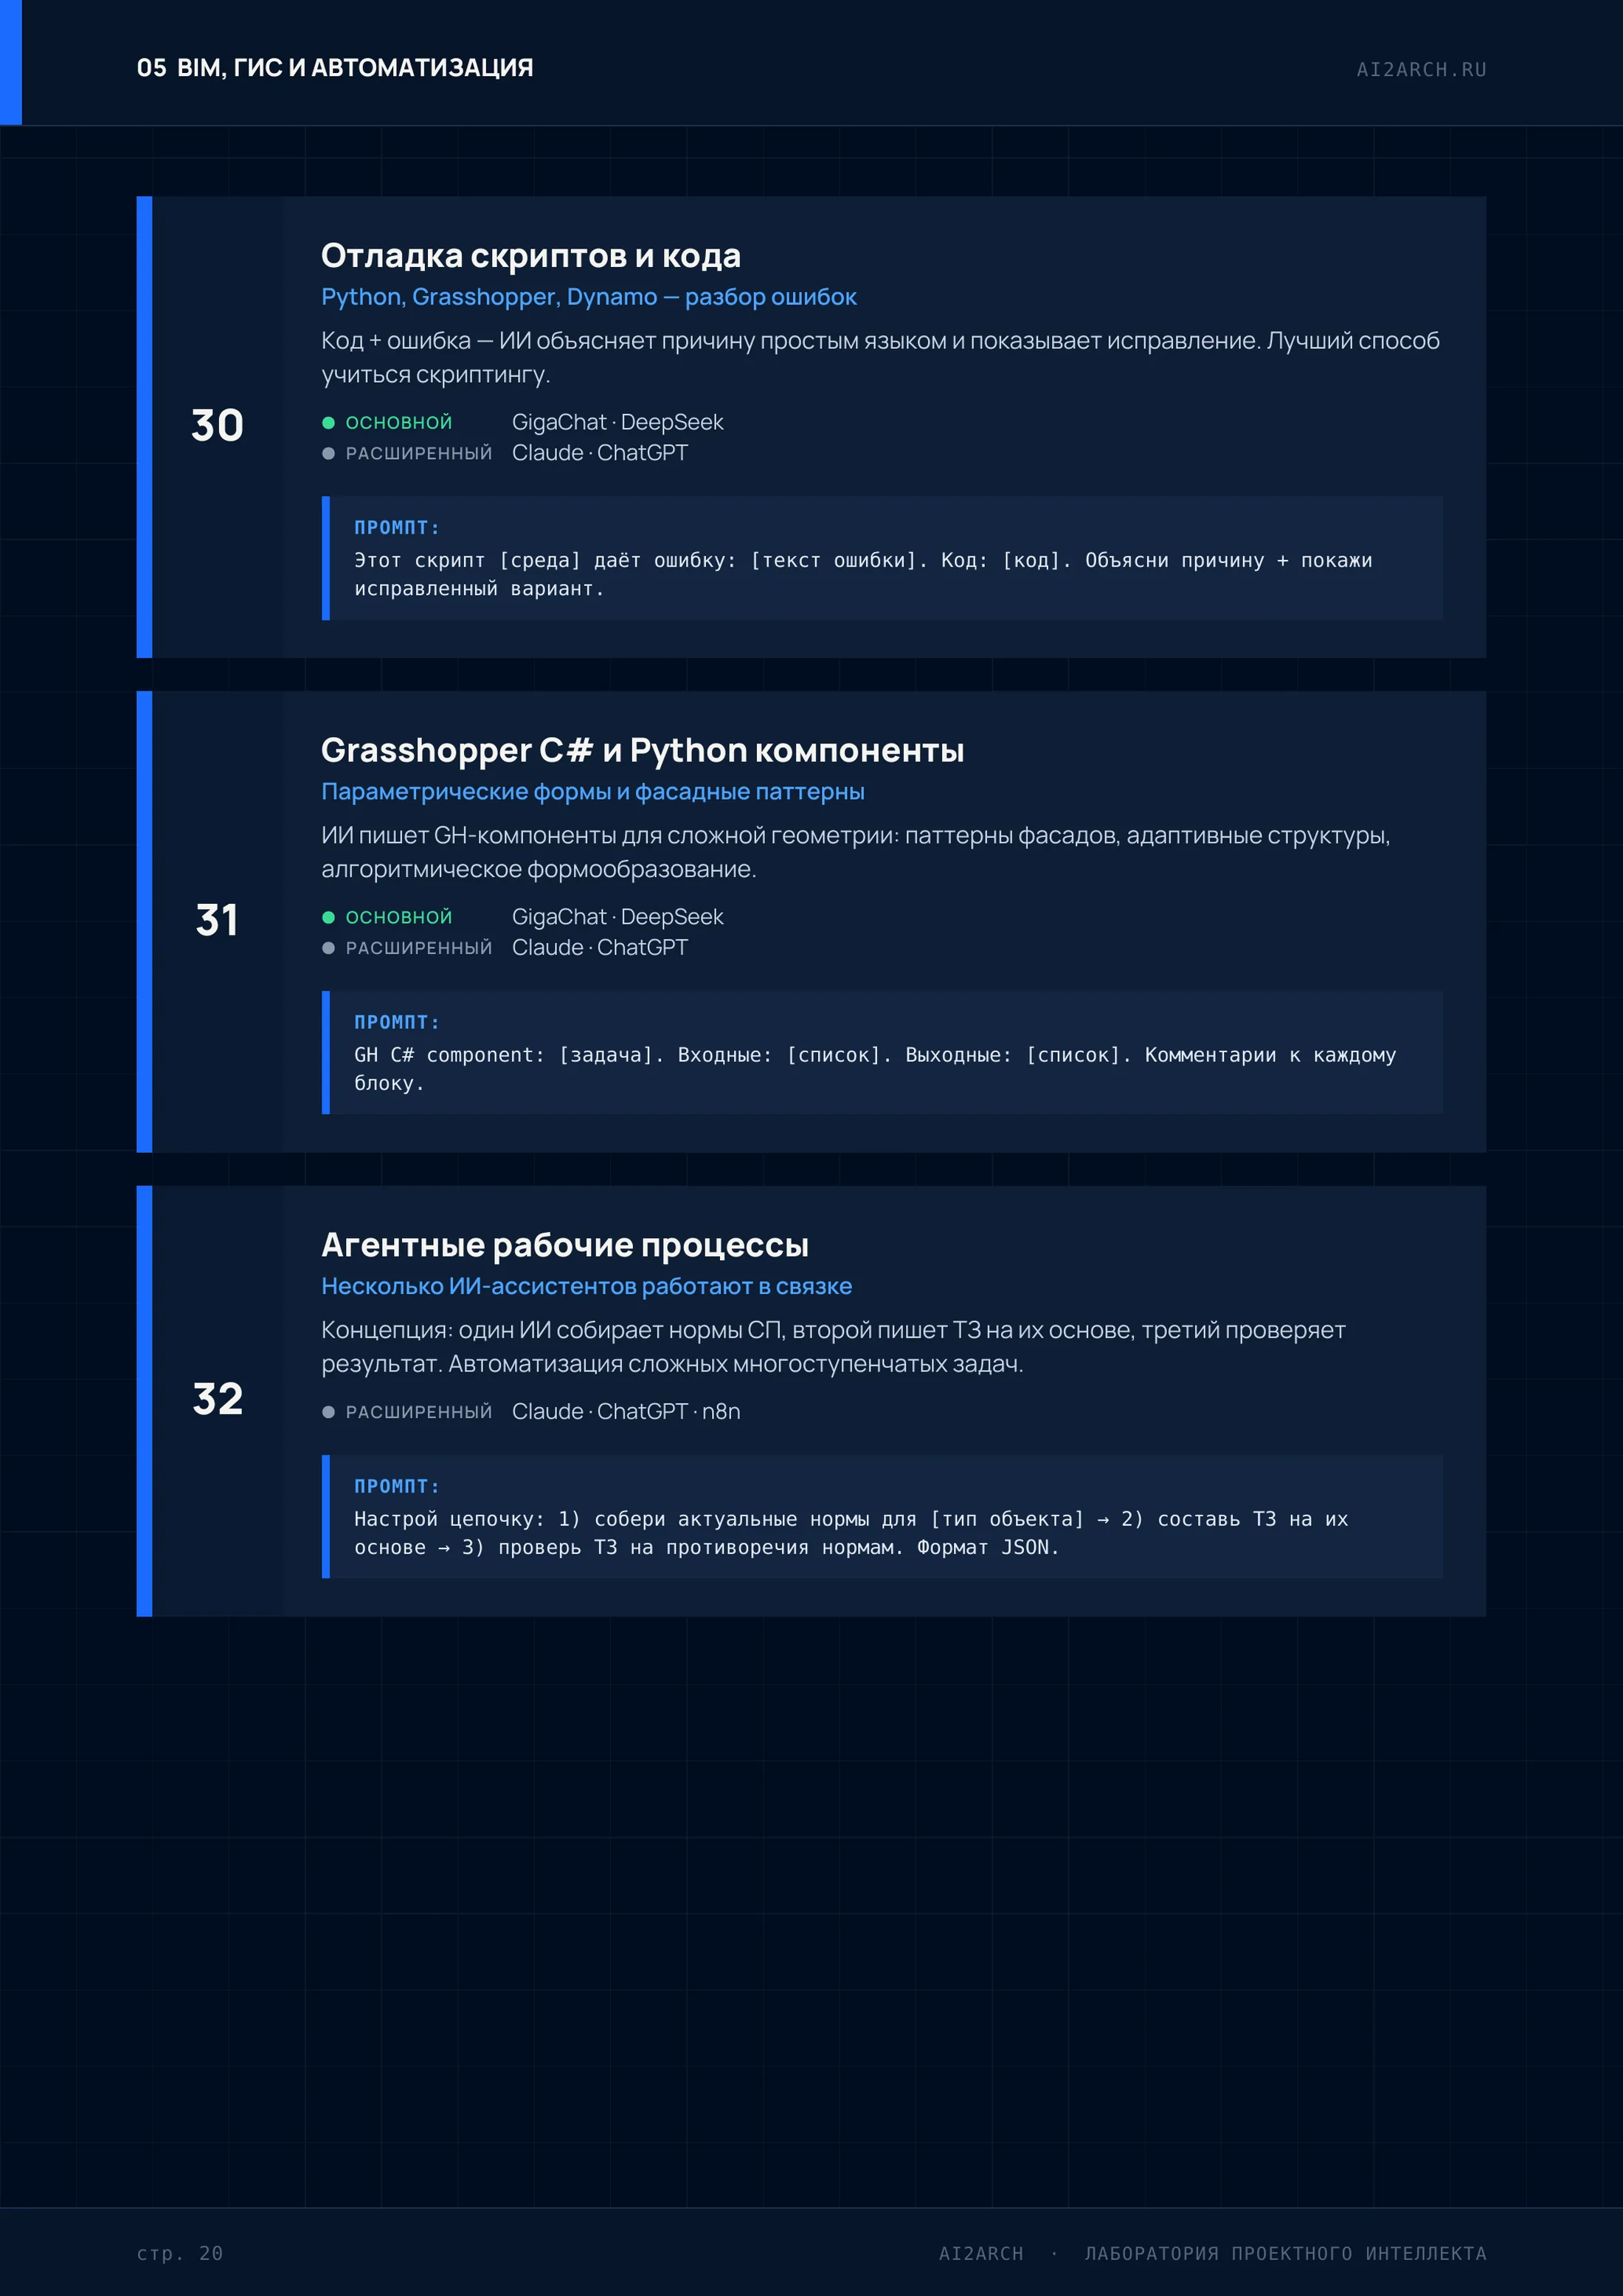 05 BIM, ГИС И АВТОМАТИЗАЦИЯ
AI2ARCH.RU
30
Отладка скриптов и кода
Python, Grasshopper, Dynamo — разбор ошибок
Код + ошибка — ИИ объясняет причину простым языком и показывает исправление. Лучший способ
учиться скриптингу.
ОСНОВНОЙ GigaChat · DeepSeek
РАСШИРЕННЫЙ Claude · ChatGPT
ПРОМПТ:
Этот скрипт [среда] даёт ошибку: [текст ошибки]. Код: [код]. Объясни причину + покажи
исправленный вариант.
31
Grasshopper C# и Python компоненты
Параметрические формы и фасадные паттерны
ИИ пишет GH-компоненты для сложной геометрии: паттерны фасадов, адаптивные структуры,
алгоритмическое формообразование.
ОСНОВНОЙ GigaChat · DeepSeek
РАСШИРЕННЫЙ Claude · ChatGPT
ПРОМПТ:
GH C# component: [задача]. Входные: [список]. Выходные: [список]. Комментарии к каждому
блоку.
32
Агентные рабочие процессы
Несколько ИИ-ассистентов работают в связке
Концепция: один ИИ собирает нормы СП, второй пишет ТЗ на их основе, третий проверяет
результат. Автоматизация сложных многоступенчатых задач.
РАСШИРЕННЫЙ Claude · ChatGPT · n8n
ПРОМПТ:
Настрой цепочку: 1) собери актуальные нормы для [тип объекта] → 2) составь ТЗ на их
основе → 3) проверь ТЗ на противоречия нормам. Формат JSON.
стр. 20
AI2ARCH · ЛАБОРАТОРИЯ ПРОЕКТНОГО ИНТЕЛЛЕКТА